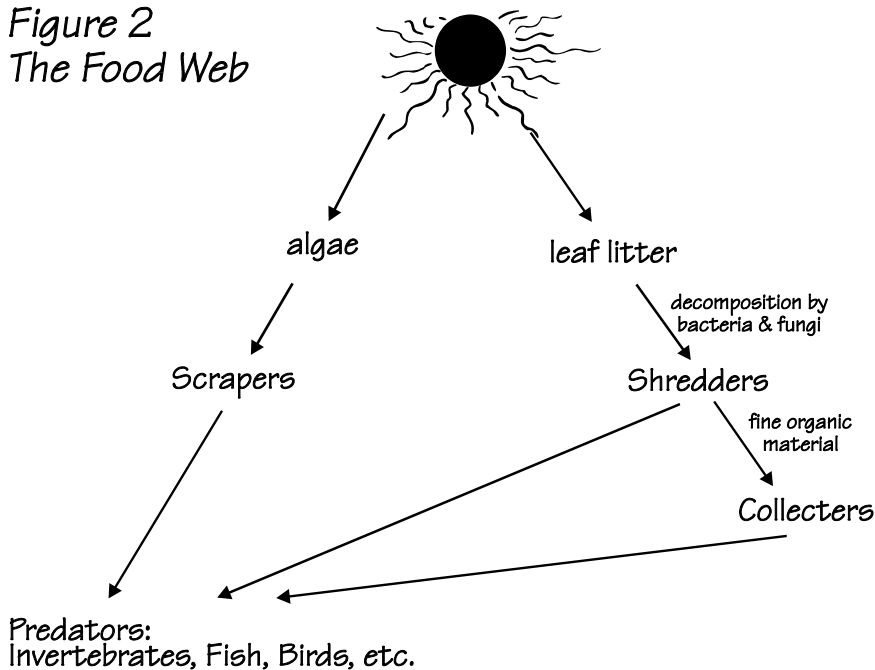 Figure 2
The Food Web
algae
leaf litter
decomposition by
bacteria & fungi
Scrapers
Shredders
fine organic
material
Collecters
Predators:
Invertebrates, Fish, Birds, etc.